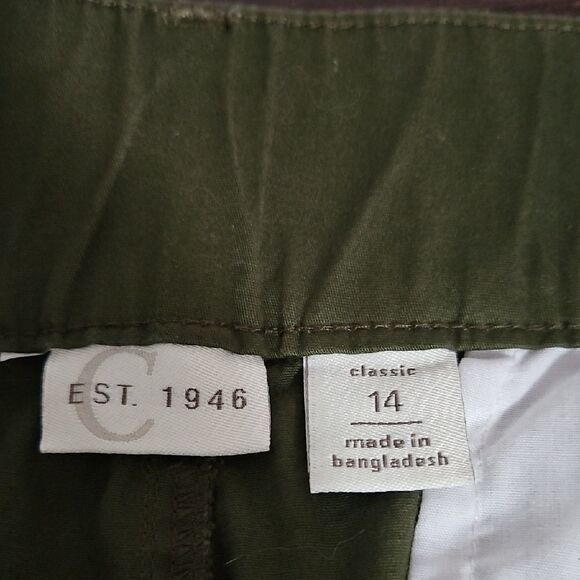 C
EST. 1946
classic
14
made in
bangladesh